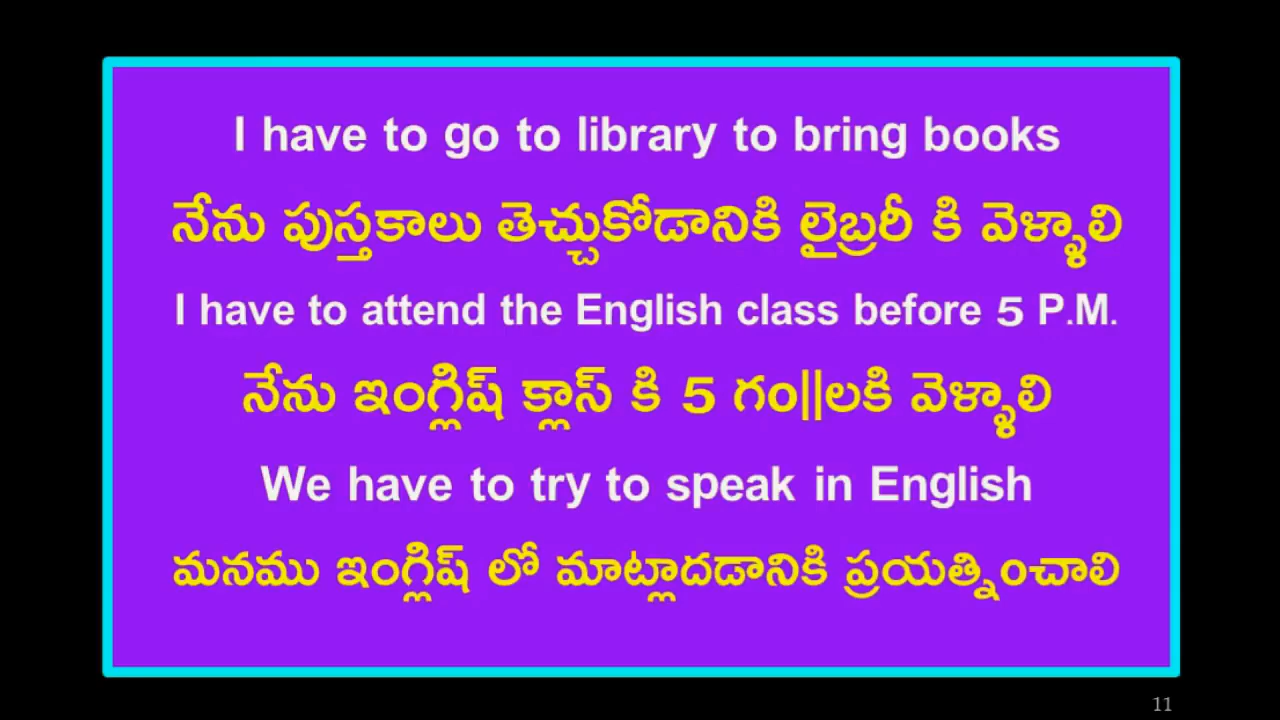 I have to go to library to bring books
నేను పుస్తకాలు తెచ్చుకోడానికి లైబ్రరీ కి వెళ్ళాలి
I have to attend the English class before 5 P.M.
నేను ఇంగ్లిష్ క్లాస్ కి 5 గం||లకి వెళ్ళాలి
We have to try to speak in English
మనము ఇంగ్లిష్ లో మాట్లాదడానికి ప్రయత్నించాలి
11